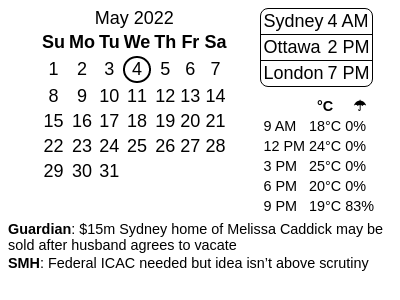 May 2022
Su Mo Tu We Th Fr Sa
1 2 3 4 5 6 7
8 9 10 11 12 13 14
15 16 17 18 19 20 21
22 23 24 25 26 27 28
29 30 31
Sydney 4 AM
Ottawa 2 PM
London 7 PM
°C ☂
9 AM 18°C 0%
12 PM 24°C 0%
3 PM 25°C 0%
6 PM 20°C 0%
9 PM 19°C 83%
Guardian: $15m Sydney home of Melissa Caddick may be
sold after husband agrees to vacate
SMH: Federal ICAC needed but idea isn’t above scrutiny